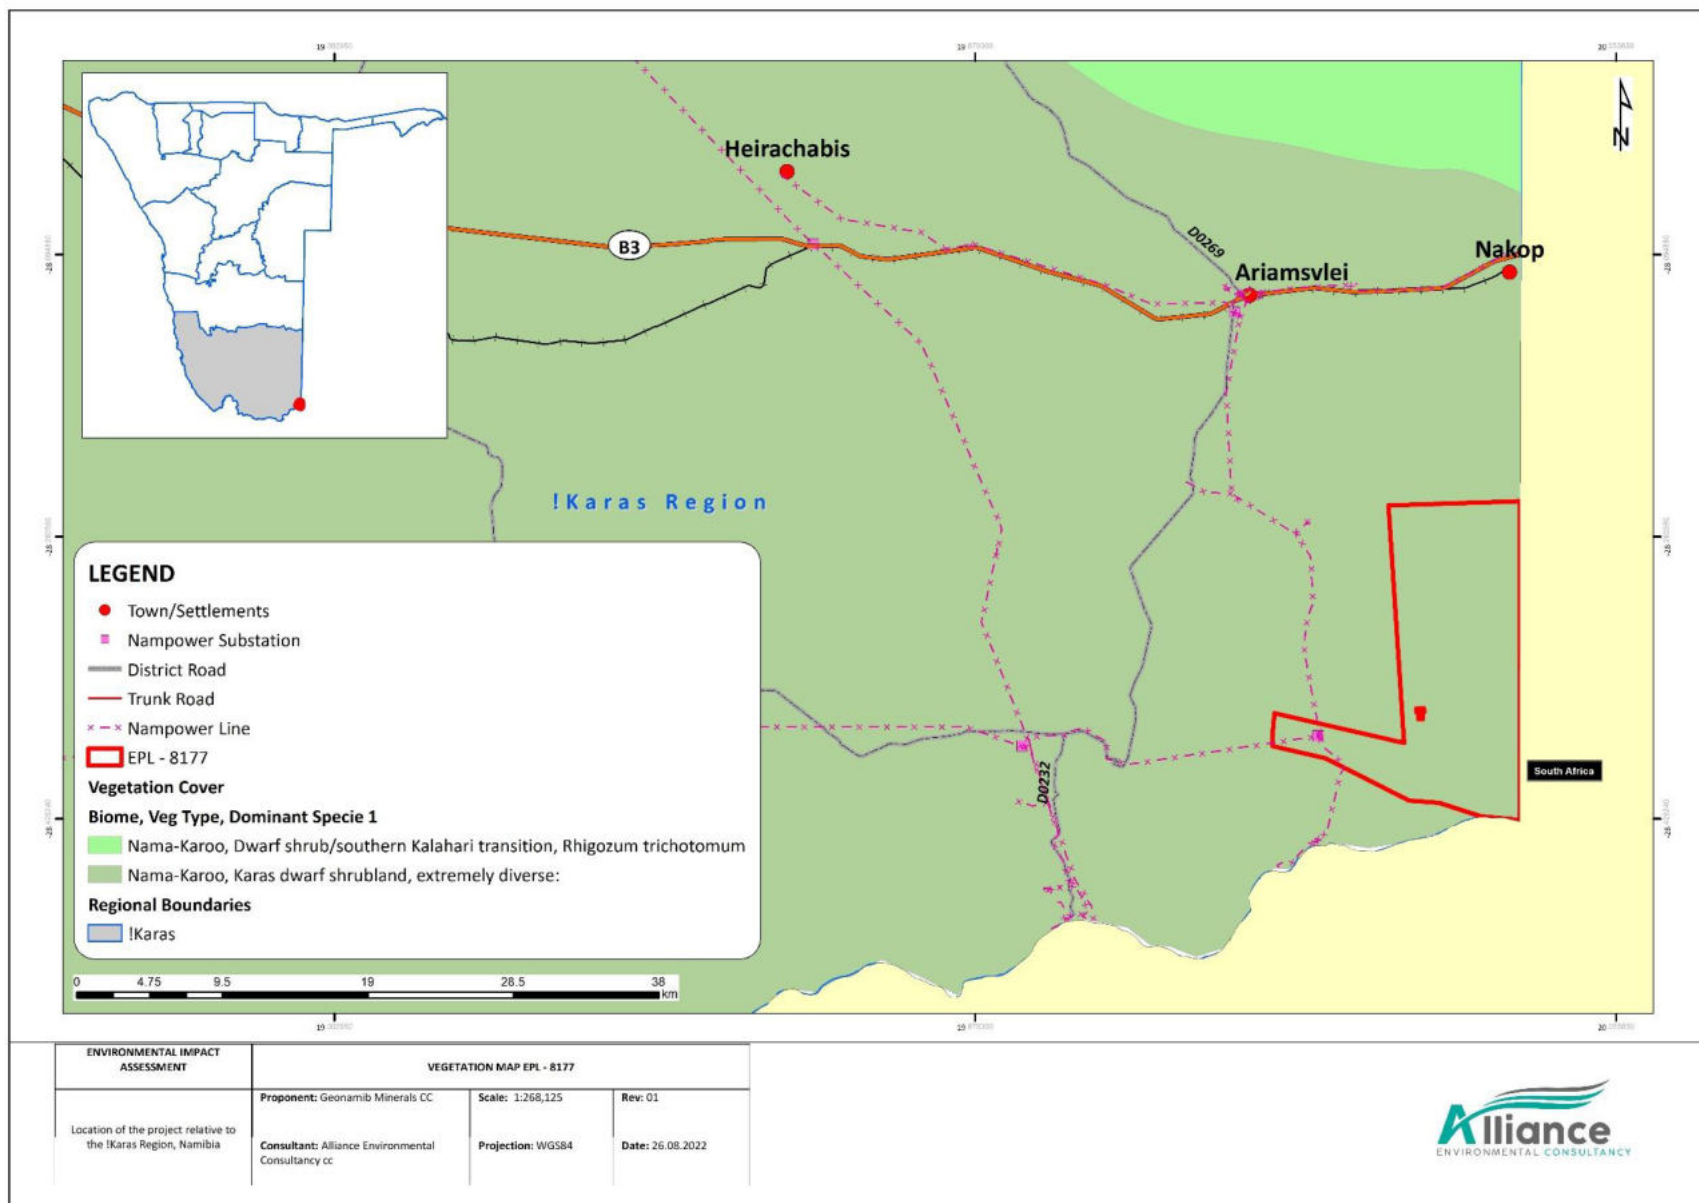 Heirachabis
B3
D0269
Ariamsvlei
Nakop
N
!Karas Region
D0232
South Africa
LEGEND
Town/Settlements
Nampower Substation
District Road
Trunk Road
Nampower Line
EPL - 8177
Vegetation Cover
Biome, Veg Type, Dominant Specie 1
Nama-Karoo, Dwarf shrub/southern Kalahari transition, Rhigozum trichotomum
Nama-Karoo, Karas dwarf shrubland, extremely diverse:
Regional Boundaries
!Karas
0 4.75 9.5 19 28.5 38
km
ENVIRONMENTAL IMPACT
ASSESSMENT
VEGETATION MAP EPL - 8177
Location of the project relative to
the !Karas Region, Namibia
Proponent: Geonamib Minerals CC
Scale: 1:268,125
Rev: 01
Consultant: Alliance Environmental
Consultancy cc
Projection: WGS84
Date: 26.08.2022
Alliance
ENVIRONMENTAL CONSULTANCY